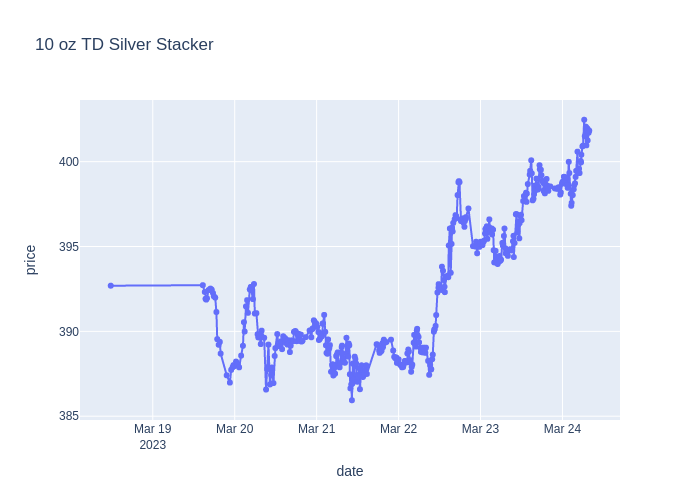 10 oz TD Silver Stacker
400
395
390
385
price
Mar 19
2023
Mar 20
Mar 21
Mar 22
Mar 23
Mar 24
date